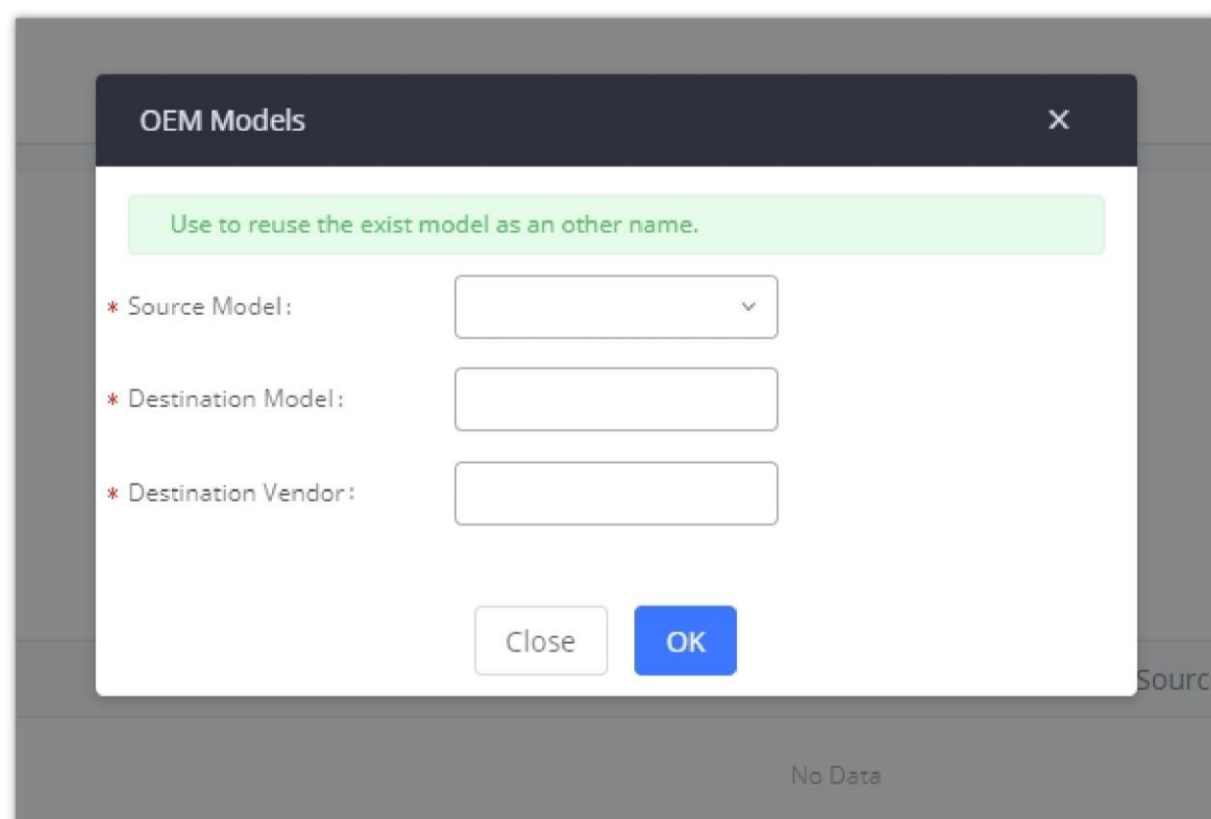 OEM Models
Use to reuse the exist model as an other name.
* Source Model:
* Destination Model:
* Destination Vendor:
Close OK
Sourc
No Data